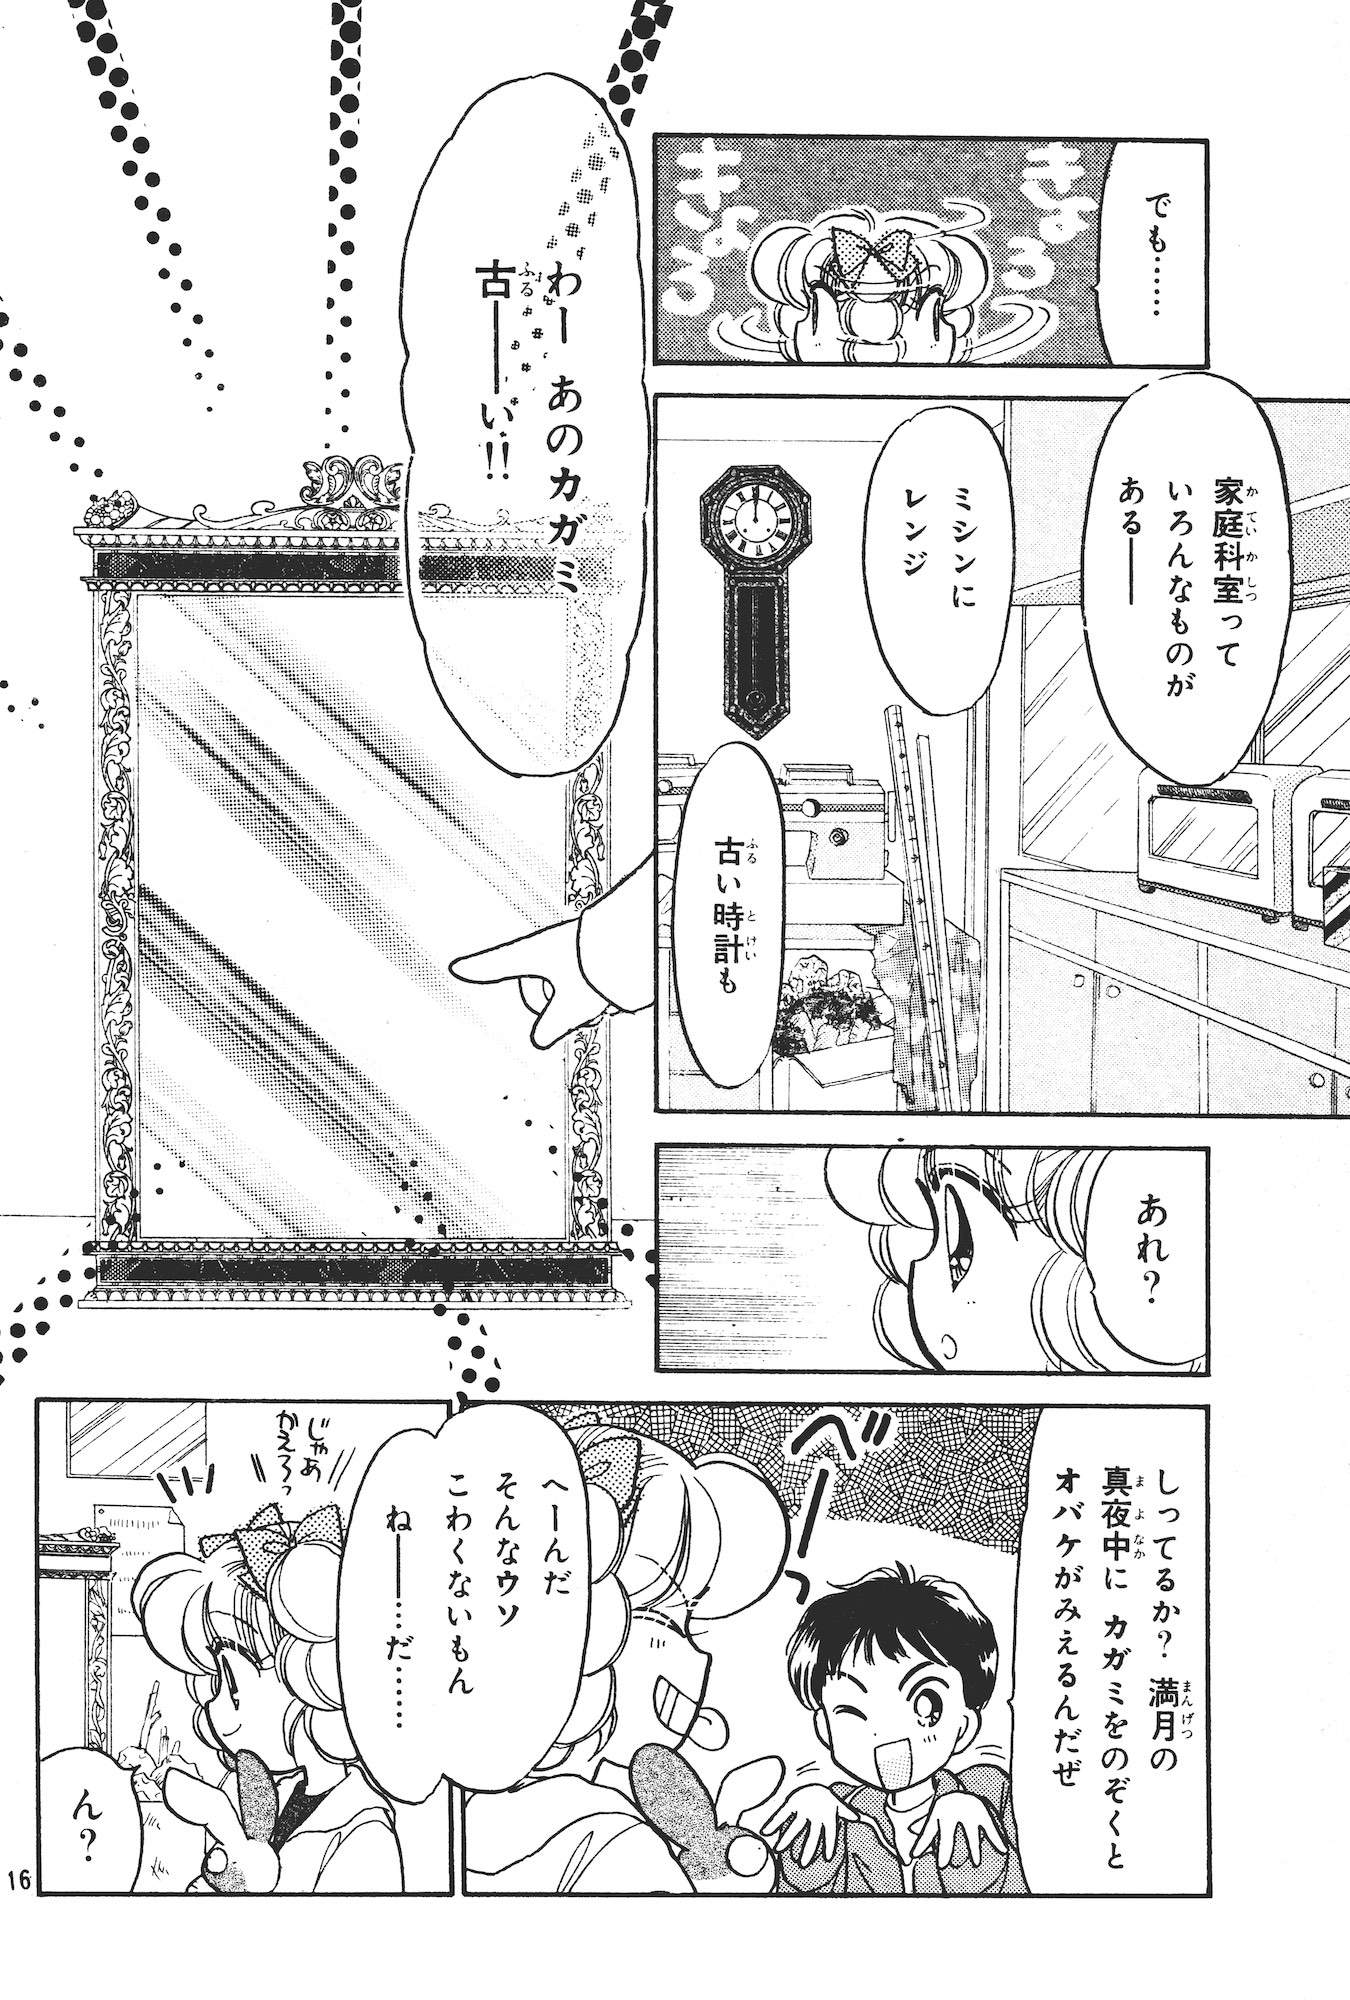 でも……
きょろ
きょろ
家庭科室って
いろんなものが
ある——
ミシンに
レンジ
古い時計も
あれ?
わー あのカガミ
古——い!!
しってるか? 満月の
真夜中に カガミをのぞくと
オバケがみえるんだぜ
べーっ
へーんだ
そんなウソ
こわくないもん
ねー……だ……
じゃあ
かえろっ
ん?
16